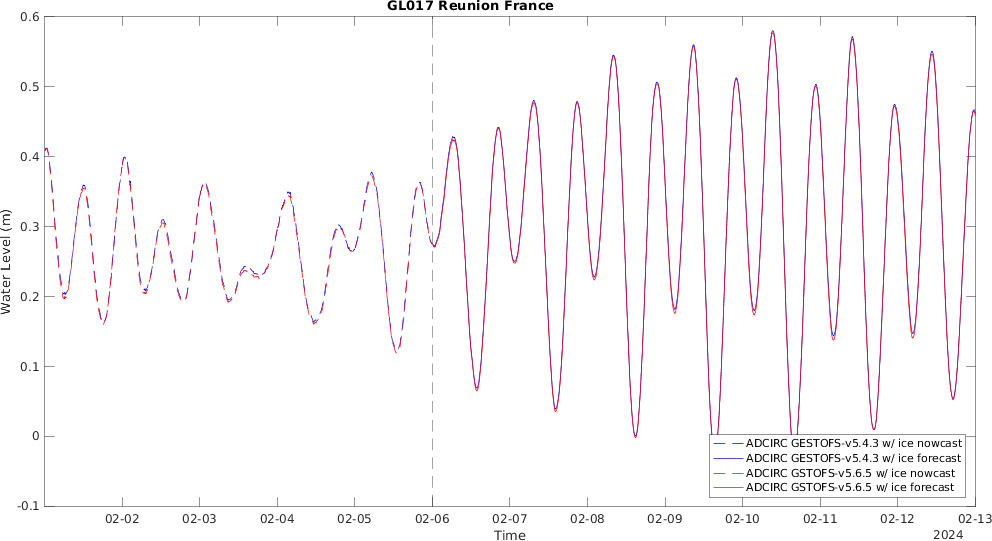 GL017 Reunion France
0.6
0.5
0.4
0.3
0.2
0.1
0
-0.1
Water Level (m)
ADCIRC GESTOFS-v5.4.3 w/ ice nowcast
ADCIRC GESTOFS-v5.4.3 w/ ice forecast
ADCIRC GSTOFS-v5.6.5 w/ ice nowcast
ADCIRC GSTOFS-v5.6.5 w/ ice forecast
02-02 02-03 02-04 02-05 02-06 02-07 02-08 02-09 02-10 02-11 02-12 02-13
Time
2024